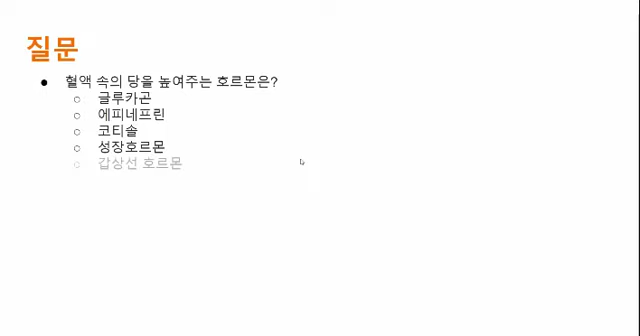 질문
● 혈액 속의 당을 높여주는 호르몬은?
○ 글루카곤
○ 에피네프린
○ 코티솔
○ 성장호르몬
○ 갑상선 호르몬